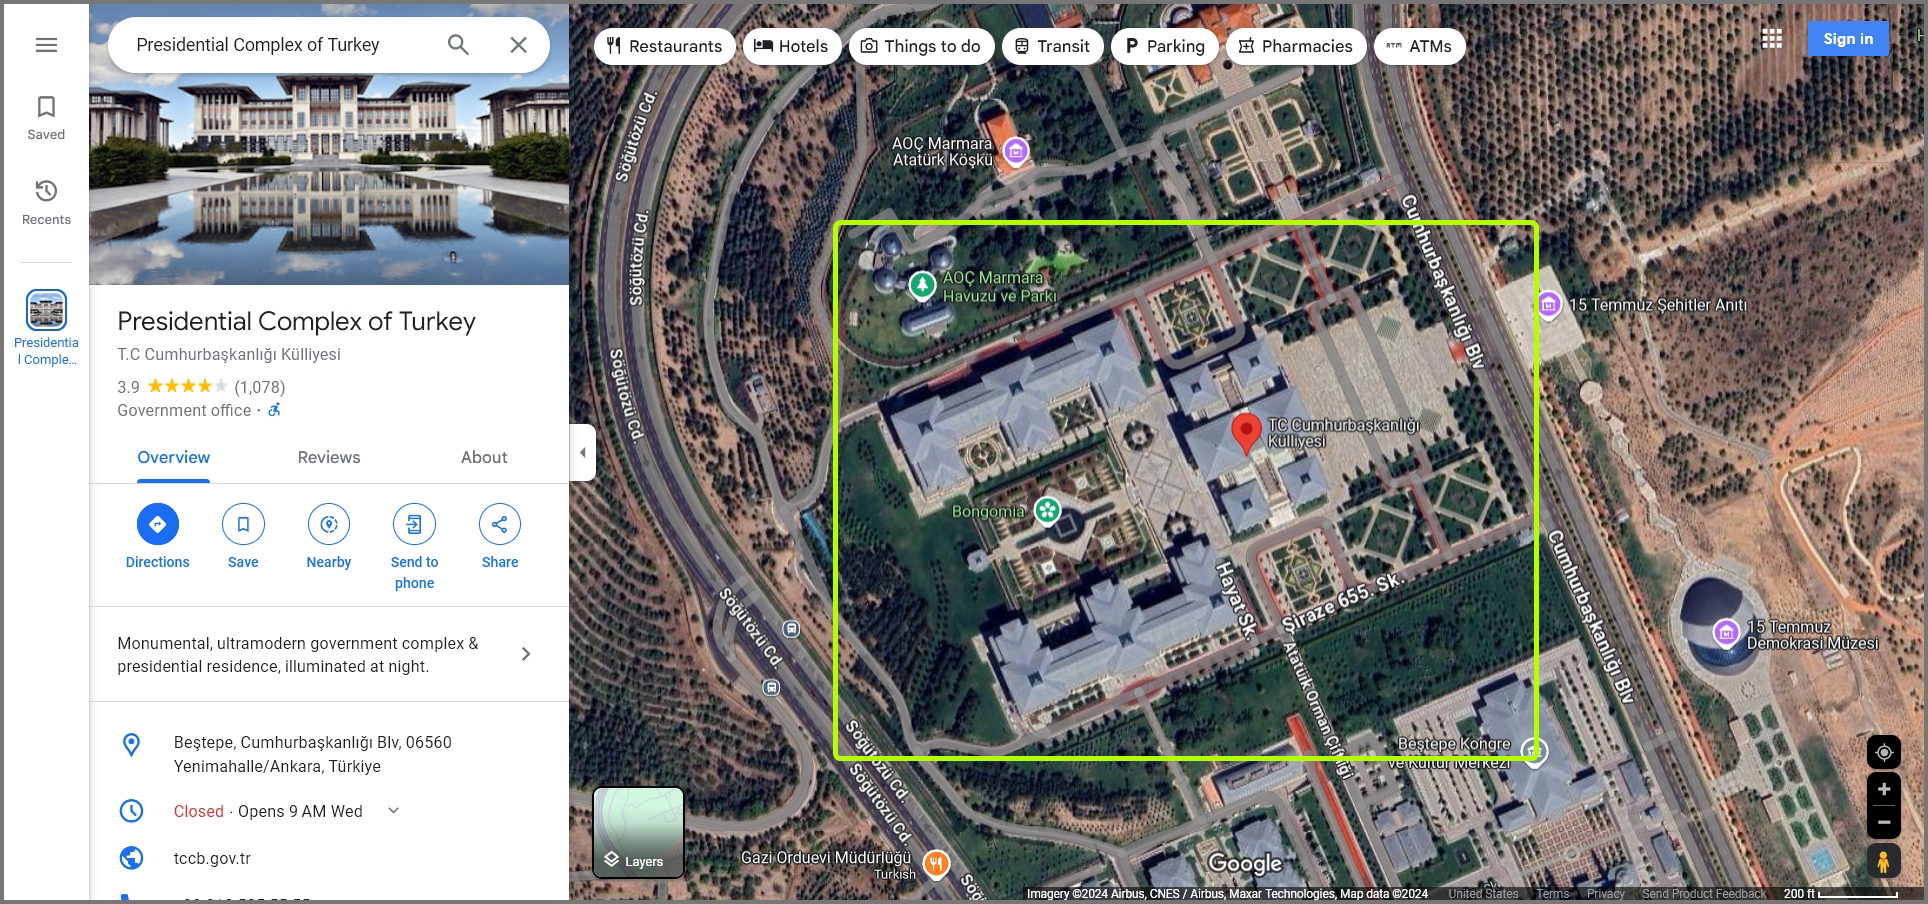 Presidential Complex of Turkey
Saved
Recents
Presidentia
l Comple...
Presidential Complex of Turkey
T.C Cumhurbaşkanlığı Külliyesi
3.9 (1,078)
Government office ·
Overview Reviews About
Directions
Save
Nearby
Send to
phone
Share
Monumental, ultramodern government complex &
presidential residence, illuminated at night.
Beştepe, Cumhurbaşkanlığı Blv, 06560
Yenimahalle/Ankara, Türkiye
Closed · Opens 9 AM Wed
tccb.gov.tr
Restaurants
Hotels
Things to do
Transit
Parking
Pharmacies
ATM ATMs
Sign in
Söğütözü Cd.
AOÇ Marmara
Atatürk Köşkü
Cumhurbaşkanlığı Blv
Söğütözü Cd.
AOÇ Marmara
Havuzu ve Parkı
15 Temmuz Şehitler Anıtı
Söğütözü Cd.
TC Cumhurbaşkanlığı
Külliyesi
Bongomia
Hayat Sk.
Şiraze 655. Sk.
Cumhurbaşkanlığı Blv
Söğütözü Cd.
15 Temmuz
Demokrasi Müzesi
Atatürk Orman Çiftliği
Beştepe Kongre
ve Kültür Merkezi
Söğütözü Cd.
Söğütözü Cd.
Layers
Gazi Orduevi Müdürlüğü
Turkish
Google
Imagery ©2024 Airbus, CNES / Airbus, Maxar Technologies, Map data ©2024 United States Terms Privacy Send Product Feedback 200 ft